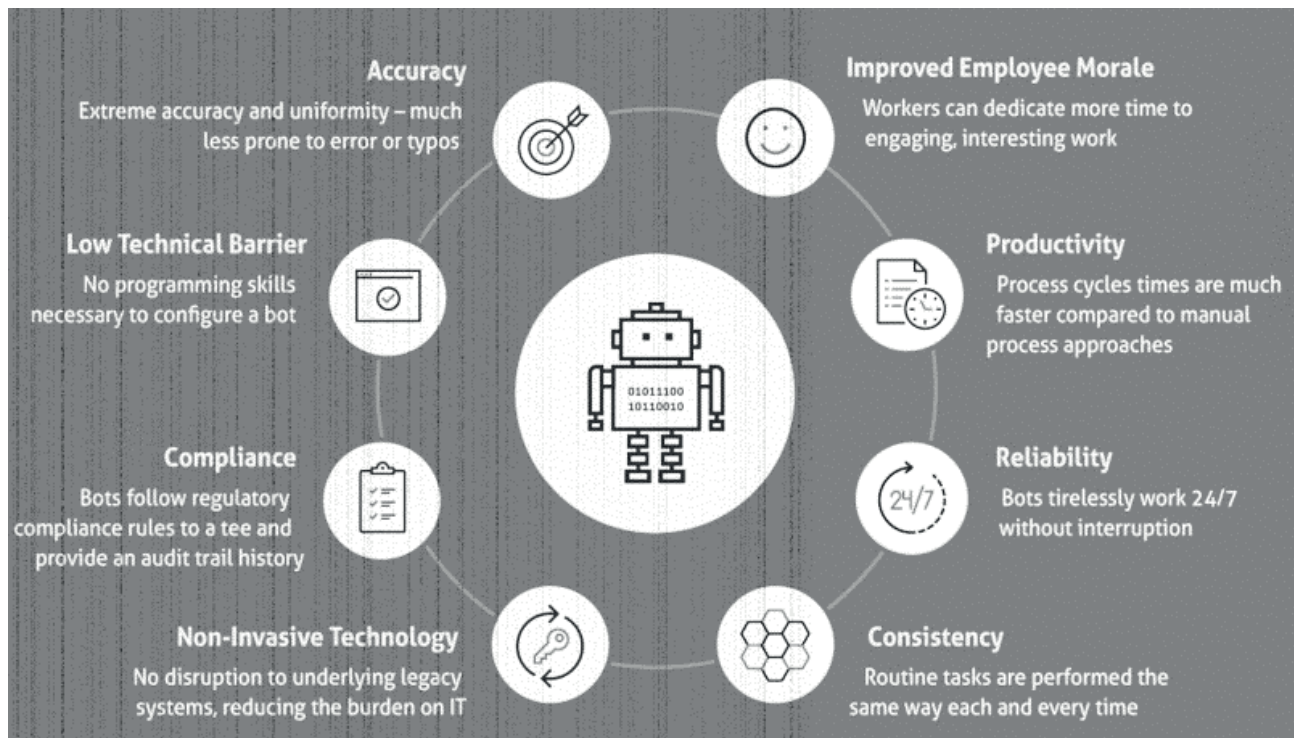 Accuracy
Extreme accuracy and uniformity – much
less prone to error or typos
Improved Employee Morale
Workers can dedicate more time to
engaging, interesting work
Low Technical Barrier
No programming skills
necessary to configure a bot
Productivity
Process cycles times are much
faster compared to manual
process approaches
01011100
10110010
Compliance
Bots follow regulatory
compliance rules to a tee and
provide an audit trail history
Reliability
24/7
Bots tirelessly work 24/7
without interruption
Non-Invasive Technology
No disruption to underlying legacy
systems, reducing the burden on IT
Consistency
Routine tasks are performed the
same way each and every time